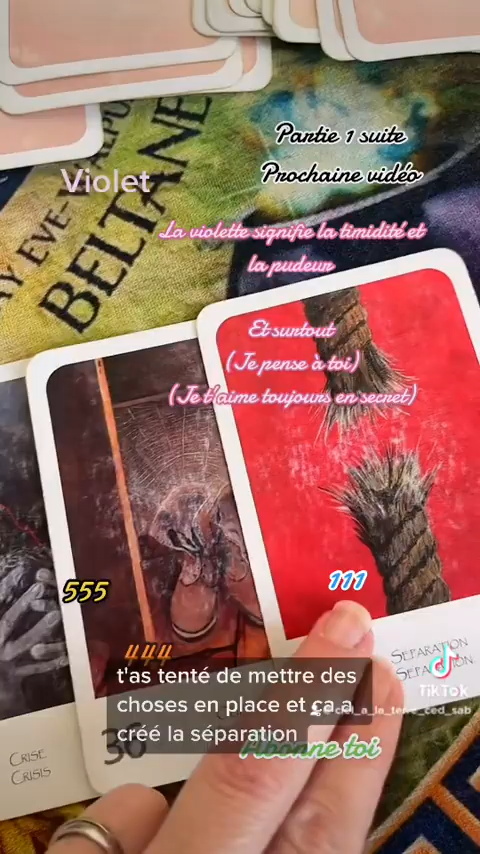 Partie 1 suite
Prochaine vidéo
Violet
BELTANE
La violette signifie la timidité et
la pudeur
Et surtout
(Je pense à toi)
(Je t'aime toujours en secret)
555
111
444
t'as tenté de mettre des
choses en place et ça a
créé la séparation
SEPARATION
TikTok
Abonne toi
36
CRISE
CRISIS